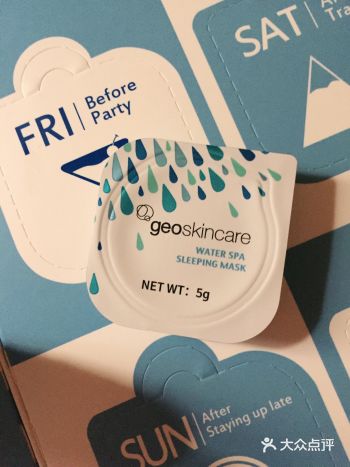 FRI
Before
Party
SAT
geoskincare
WATER SPA
SLEEPING MASK
NET WT: 5g
SUN
After
Staying up late
大众点评